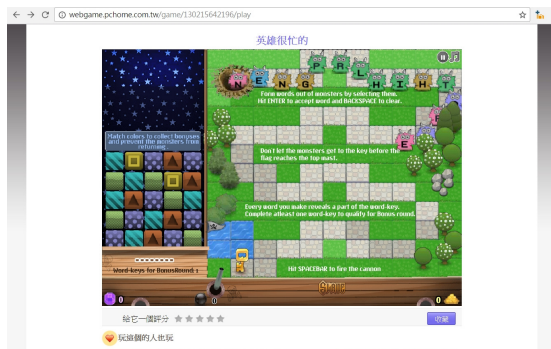 webgame.pchome.com.tw/game/130215642196/play
英雄很忙的
N E N G P R L H I H T
Form words out of monsters by selecting them.
Hit ENTER to accept word and BACKSPACE to clear.
Match colors to collect bonuses
and prevent the monsters from
returning
E
Don't let the monsters get to the key before the
flag reaches the top mast.
Every word you make reveals a part of the word-key.
Complete atleast one word-key to qualify for Bonus round.
Word-keys for BonusRound: 1
Hit SPACEBAR to fire the cannon
0
0
0
給它一個評分
收藏
玩這個的人也玩